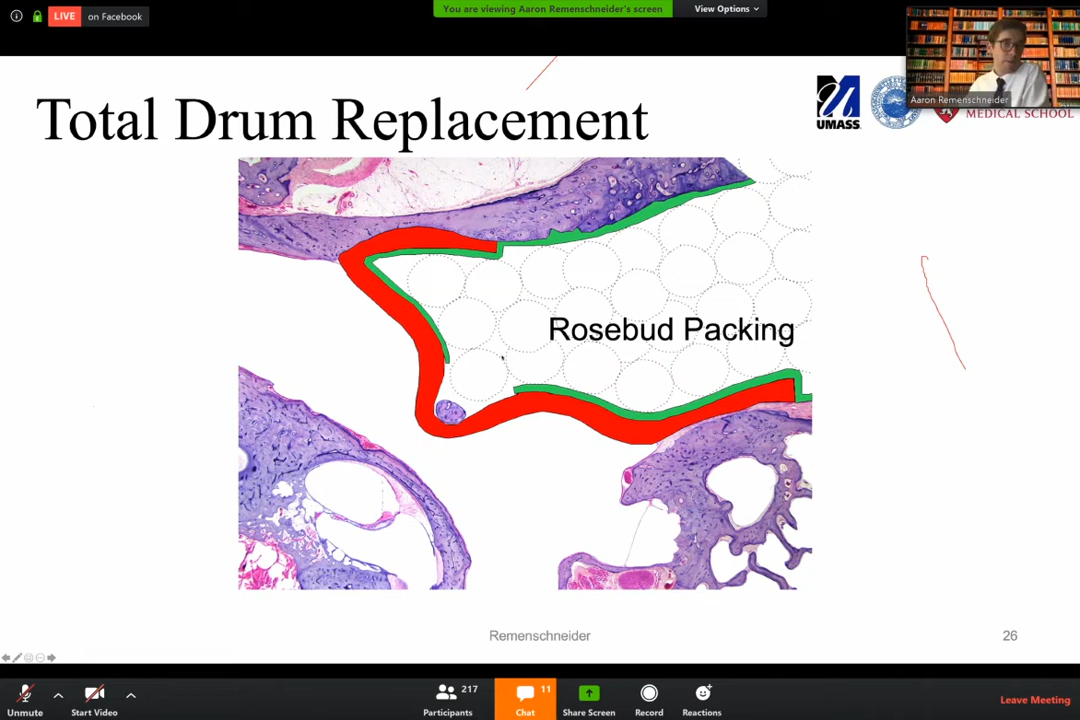 LIVE on Facebook
You are viewing Aaron Remenschneider's screen
View Options
Aaron Remenschneider
Total Drum Replacement
UMASS
MEDICAL SCHOOL
Rosebud Packing
Remenschneider
26
217
11
Unmute
Start Video
Participants
Chat
Share Screen
Record
Reactions
Leave Meeting